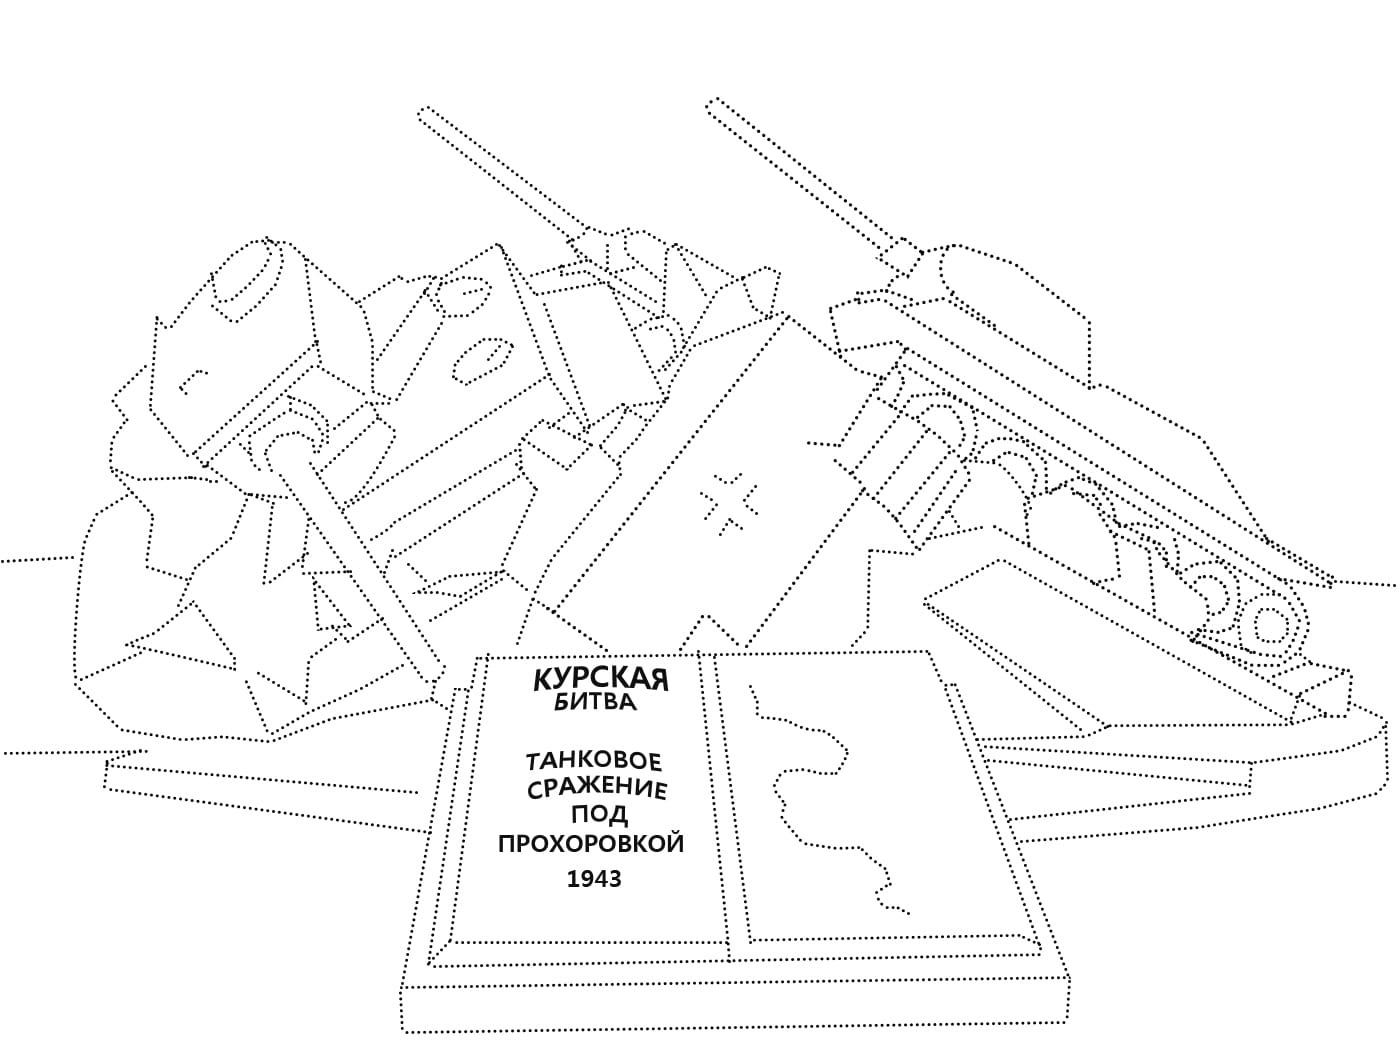 КУРСКАЯ
БИТВА
ТАНКОВОЕ
СРАЖЕНИЕ
ПОД
ПРОХОРОВКОЙ
1943